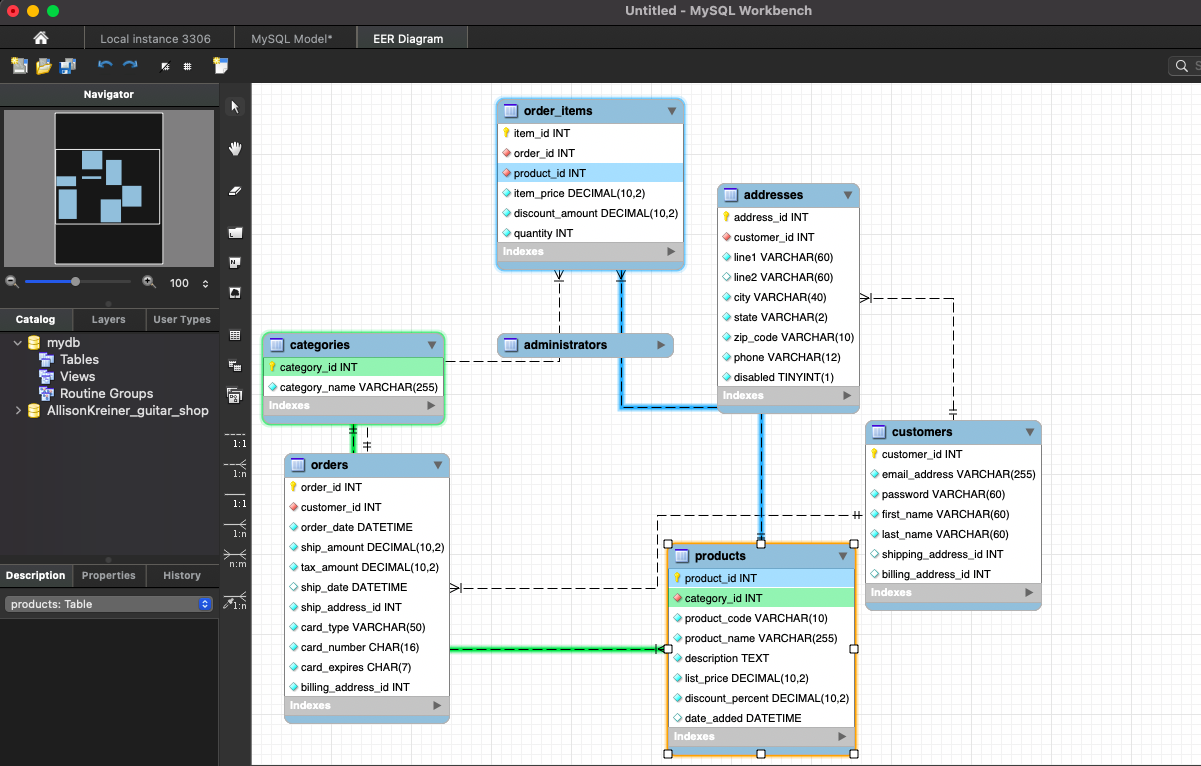 Untitled - MySQL Workbench
Local instance 3306
MySQL Model*
EER Diagram
S
Navigator
100
Catalog
Layers
User Types
mydb
Tables
Views
Routine Groups
AllisonKreiner_guitar_shop
Description
Properties
History
products: Table
1:1
1:n
1:1
1:n
n:m
1:n
order_items
item_id INT
order_id INT
product_id INT
item_price DECIMAL(10,2)
discount_amount DECIMAL(10,2)
quantity INT
Indexes
addresses
address_id INT
customer_id INT
line1 VARCHAR(60)
line2 VARCHAR(60)
city VARCHAR(40)
state VARCHAR(2)
zip_code VARCHAR(10)
phone VARCHAR(12)
disabled TINYINT(1)
Indexes
categories
category_id INT
category_name VARCHAR(255)
Indexes
administrators
customers
customer_id INT
email_address VARCHAR(255)
password VARCHAR(60)
first_name VARCHAR(60)
last_name VARCHAR(60)
shipping_address_id INT
billing_address_id INT
Indexes
orders
order_id INT
customer_id INT
order_date DATETIME
ship_amount DECIMAL(10,2)
tax_amount DECIMAL(10,2)
ship_date DATETIME
ship_address_id INT
card_type VARCHAR(50)
card_number CHAR(16)
card_expires CHAR(7)
billing_address_id INT
Indexes
products
product_id INT
category_id INT
product_code VARCHAR(10)
product_name VARCHAR(255)
description TEXT
list_price DECIMAL(10,2)
discount_percent DECIMAL(10,2)
date_added DATETIME
Indexes